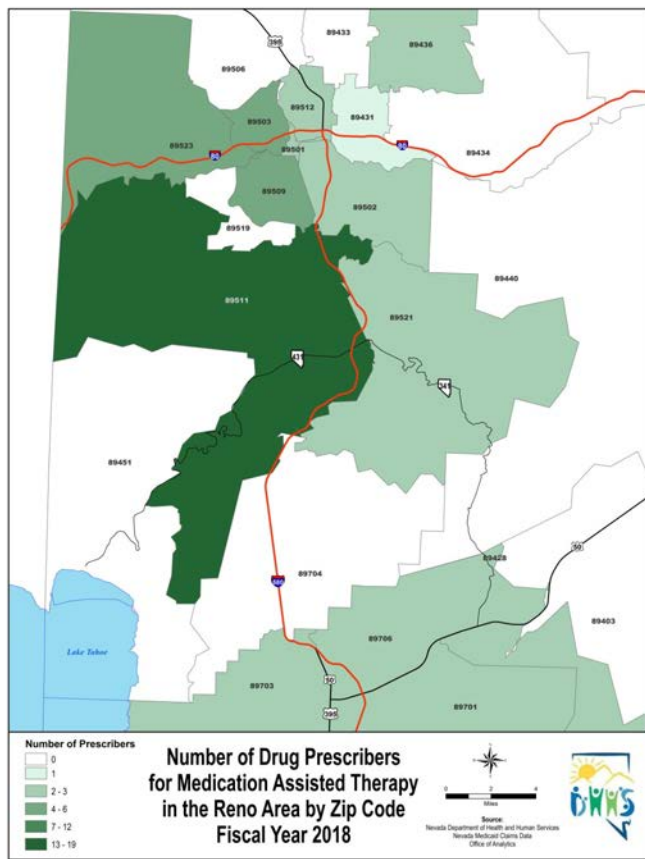 395
89433
89436
89506
89512
89431
89503
89523
80
89501
80
89434
89509
89502
89519
89440
89511
89521
431
341
89451
89428
50
580
89704
89403
Lake Tahoe
89706
89703
50
395
89701
Number of Prescribers
0
1
2 - 3
4 - 6
7 - 12
13 - 19
Number of Drug Prescribers
for Medication Assisted Therapy
in the Reno Area by Zip Code
Fiscal Year 2018
0 2 4
Miles
Source:
Nevada Department of Health and Human Services
Nevada Medicaid Claims Data
Office of Analytics
DHHS